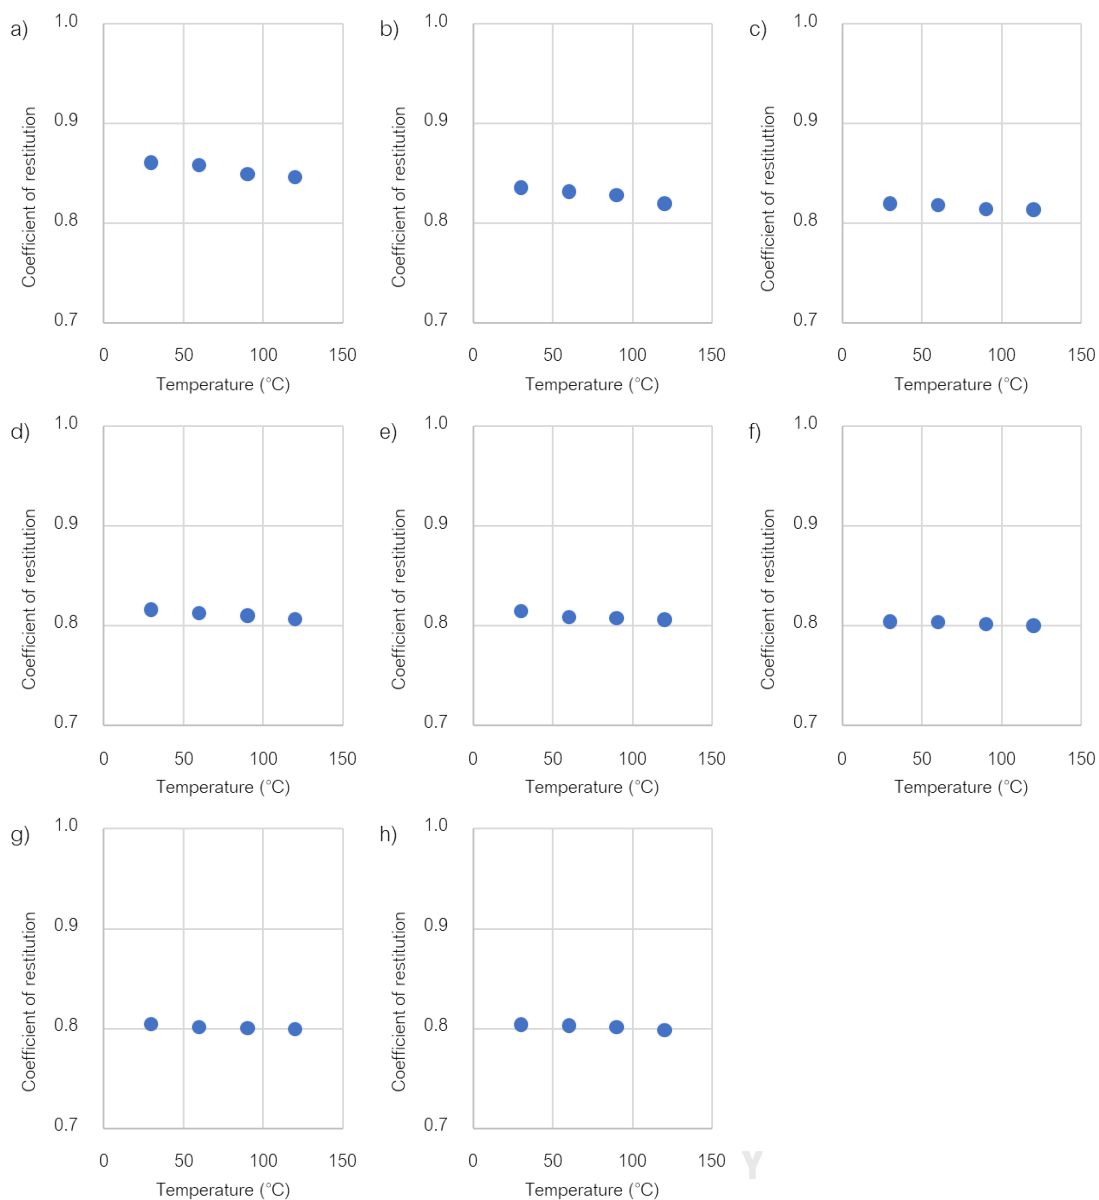 a)
1.0
0.9
0.8
0.7
Coefficient of restitution
0 50 100 150
Temperature (°C)
b)
1.0
0.9
0.8
0.7
Coefficient of restitution
0 50 100 150
Temperature (°C)
c)
1.0
0.9
0.8
0.7
Coefficient of restituttion
0 50 100 150
Temperature (°C)
d)
1.0
0.9
0.8
0.7
Coefficient of restitution
0 50 100 150
Temperature (°C)
e)
1.0
0.9
0.8
0.7
Coefficient of restitution
0 50 100 150
Temperature (°C)
f)
1.0
0.9
0.8
0.7
Coefficient of restitution
0 50 100 150
Temperature (°C)
g)
1.0
0.9
0.8
0.7
Coefficient of restitution
0 50 100 150
Temperature (°C)
h)
1.0
0.9
0.8
0.7
Coefficient of restitution
0 50 100 150
Temperature (°C)
Y